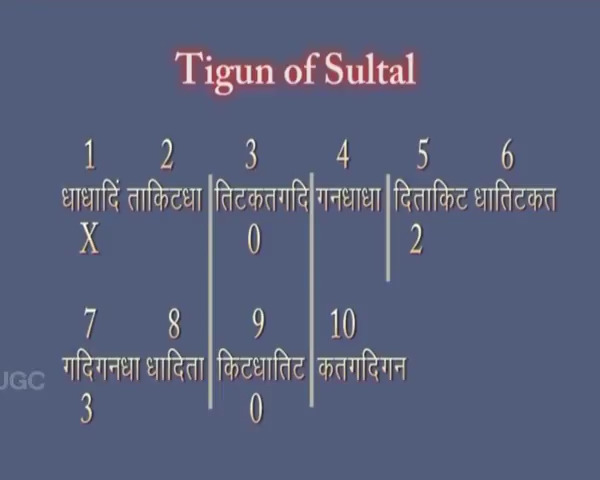 Tigun of Sultal
1 2 3 4 5 6
धाधादिं ताकिटधा तिटकतगदि गनधाधा दिंताकिट धातिटकत
X 0 2
7 8 9 10
गदिगनधा धादिंता किटधातिट कतगदिगन
UGC
3 0